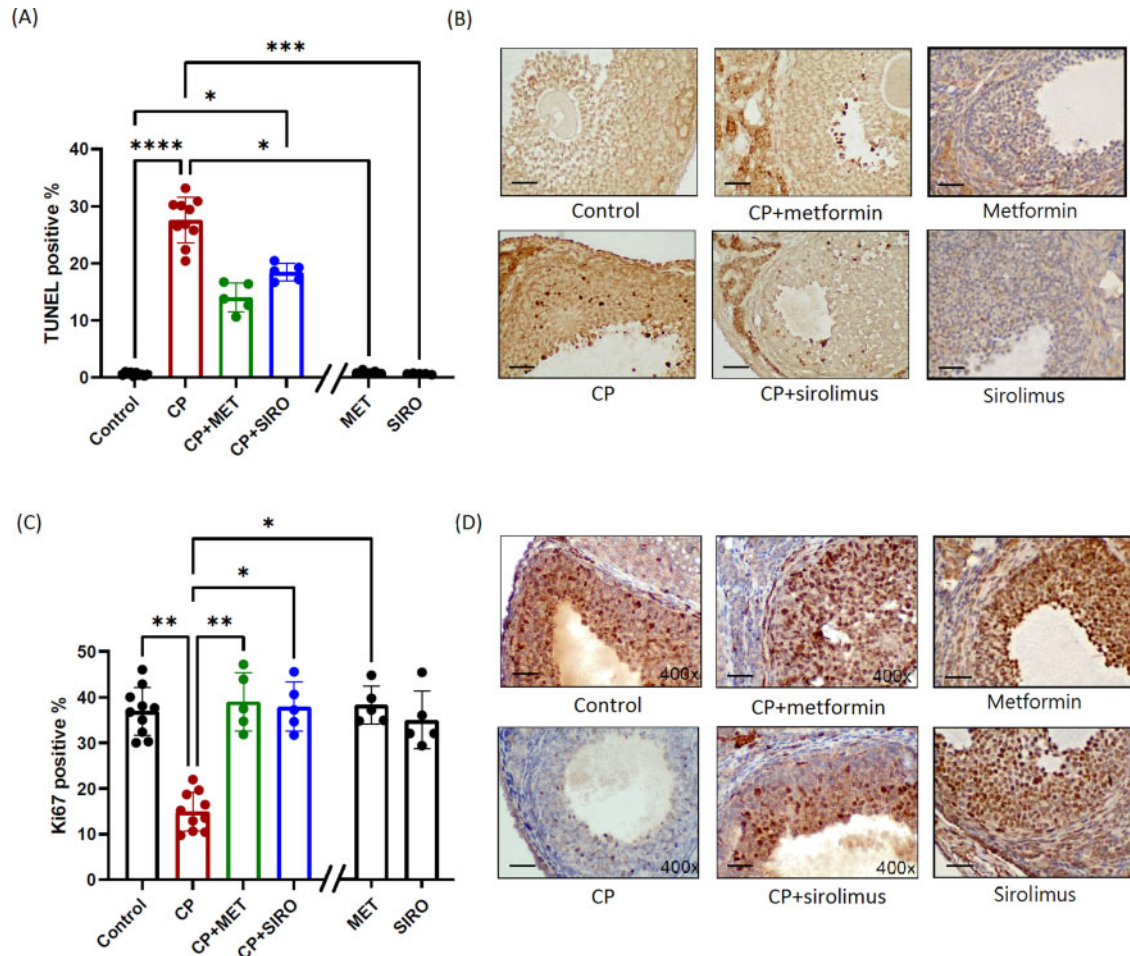 (A)
***
*
****
*
40
30
20
10
0
TUNEL positive %
Control
CP
CP+MET
CP+SIRO
MET
SIRO
(B)
Control
CP+metformin
Metformin
CP
CP+sirolimus
Sirolimus
(C)
*
*
**
**
50
40
30
20
10
0
Ki67 positive %
Control
CP
CP+MET
CP+SIRO
MET
SIRO
(D)
400x
400x
Control
CP+metformin
Metformin
400x
400x
CP
CP+sirolimus
Sirolimus